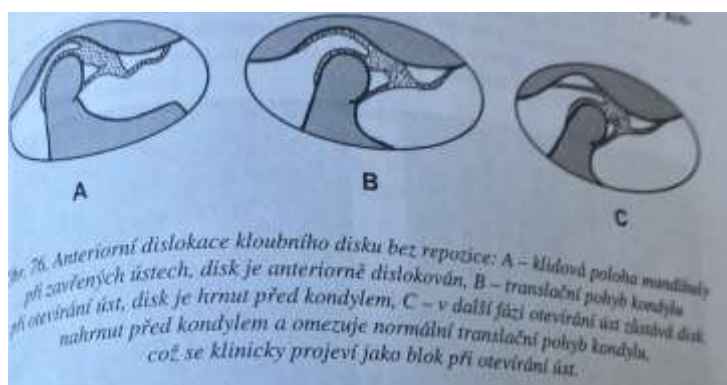 A
B
C
Obr. 76. Anteriorní dislokace kloubního disku bez repozice: A – klidová poloha mandibuly
při zavřených ústech, disk je anteriorně dislokován, B – translační pohyb kondylu
při otevírání úst, disk je hrnut před kondylem, C – v další fázi otevírání úst zůstává disk
nahrnut před kondylem a omezuje normální translační pohyb kondylu,
což se klinicky projeví jako blok při otevírání úst.